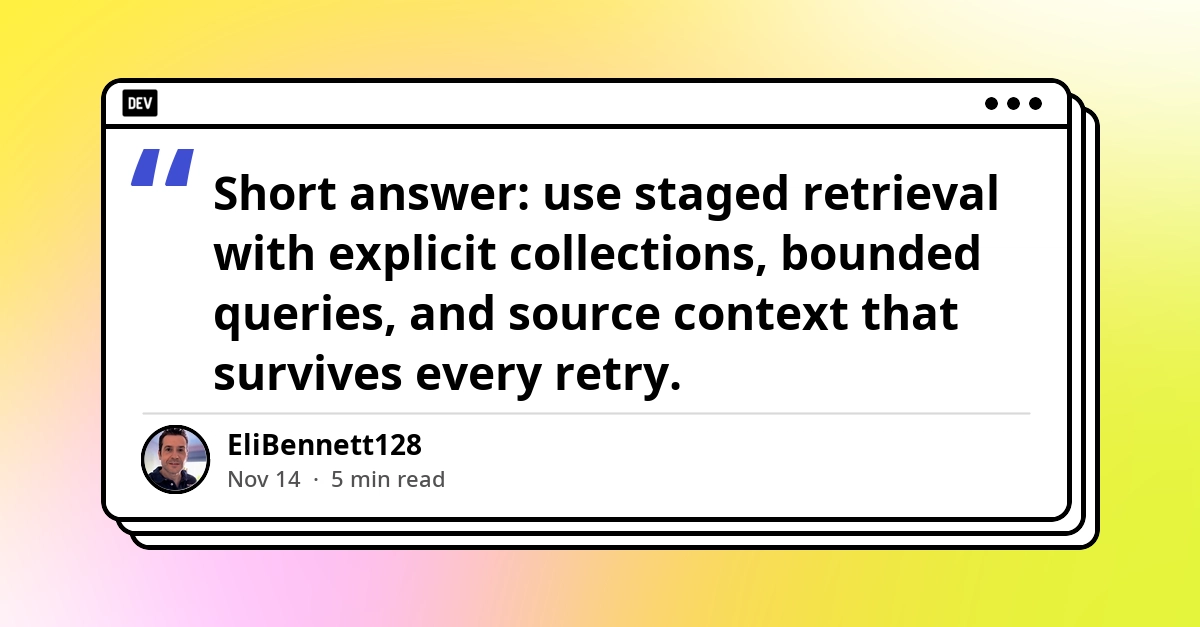 DEV
“ Short answer: use staged retrieval
with explicit collections, bounded
queries, and source context that
survives every retry.
EliBennett128
Nov 14 · 5 min read